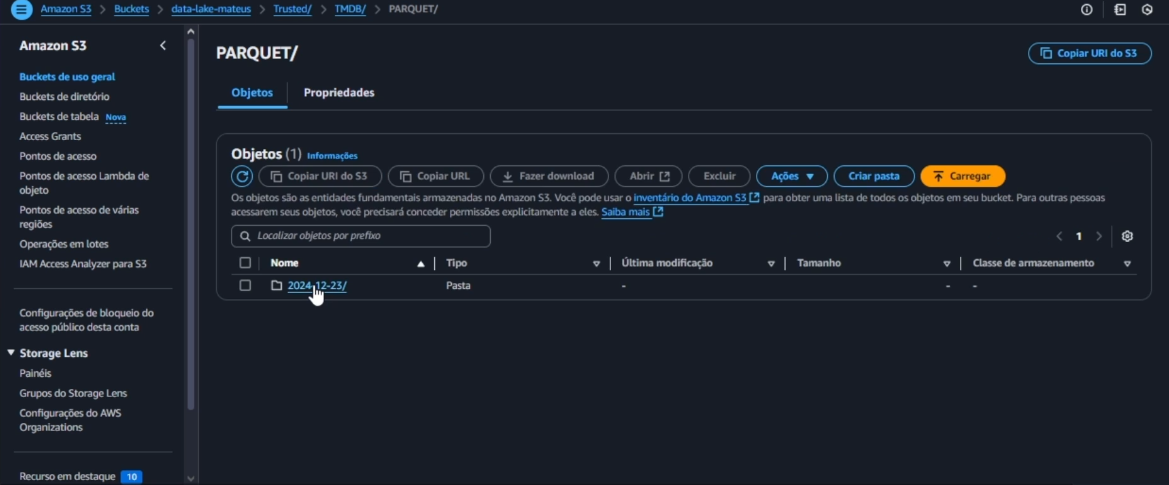 Amazon S3 > Buckets > data-lake-mateus > Trusted/ > TMDB/ > PARQUET/
Amazon S3
Buckets de uso geral
Buckets de diretório
Buckets de tabela Nova
Access Grants
Pontos de acesso
Pontos de acesso Lambda de
objeto
Pontos de acesso de várias
regiões
Operações em lotes
IAM Access Analyzer para S3
Configurações de bloqueio do
acesso público desta conta
Storage Lens
Painéis
Grupos do Storage Lens
Configurações do AWS
Organizations
Recurso em destaque 10
PARQUET/
Copiar URI do S3
Objetos Propriedades
Objetos (1) Informações
Copiar URI do S3 Copiar URL Fazer download Abrir Excluir Ações Criar pasta Carregar
Os objetos são as entidades fundamentais armazenadas no Amazon S3. Você pode usar o inventário do Amazon S3 para obter uma lista de todos os objetos em seu bucket. Para outras pessoas
acessarem seus objetos, você precisará conceder permissões explicitamente a eles. Saiba mais
Localizar objetos por prefixo
1
Nome Tipo Última modificação Tamanho Classe de armazenamento
2024-12-23/ Pasta - - -